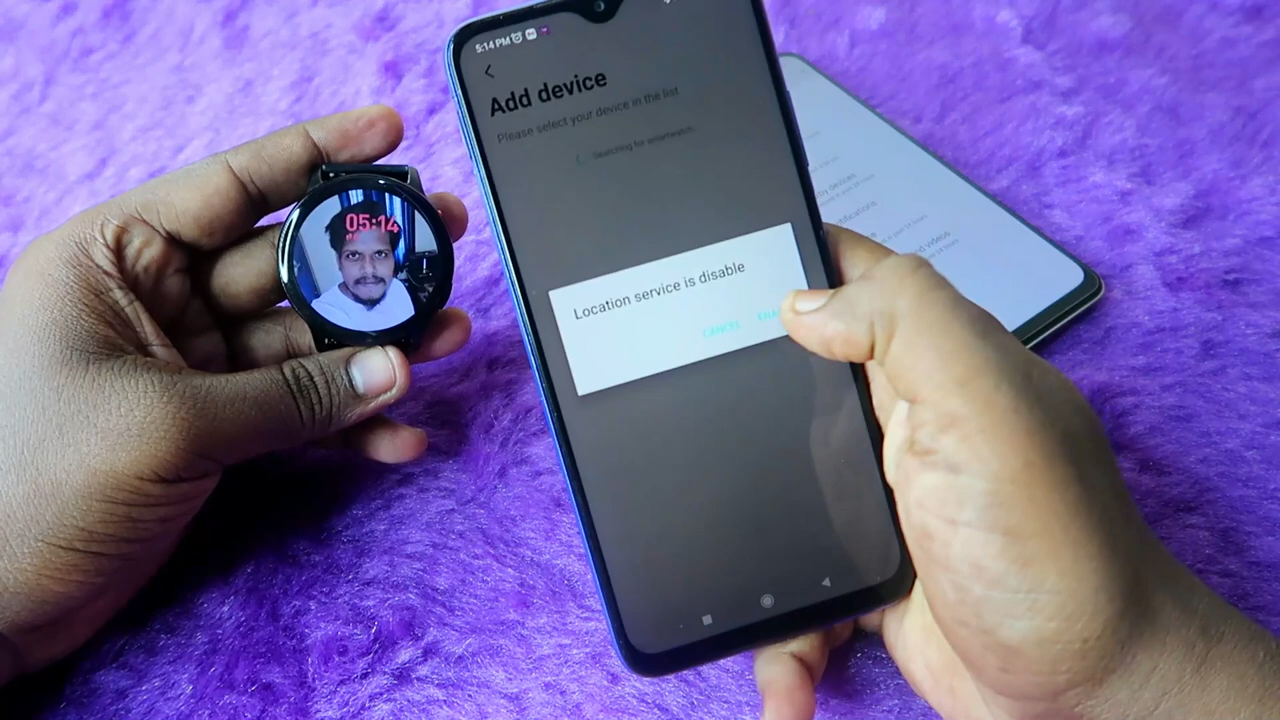 05:14
5:14 PM
Add device
Please select your device in the list
Searching for smartwatch
Location service is disable
CANCEL